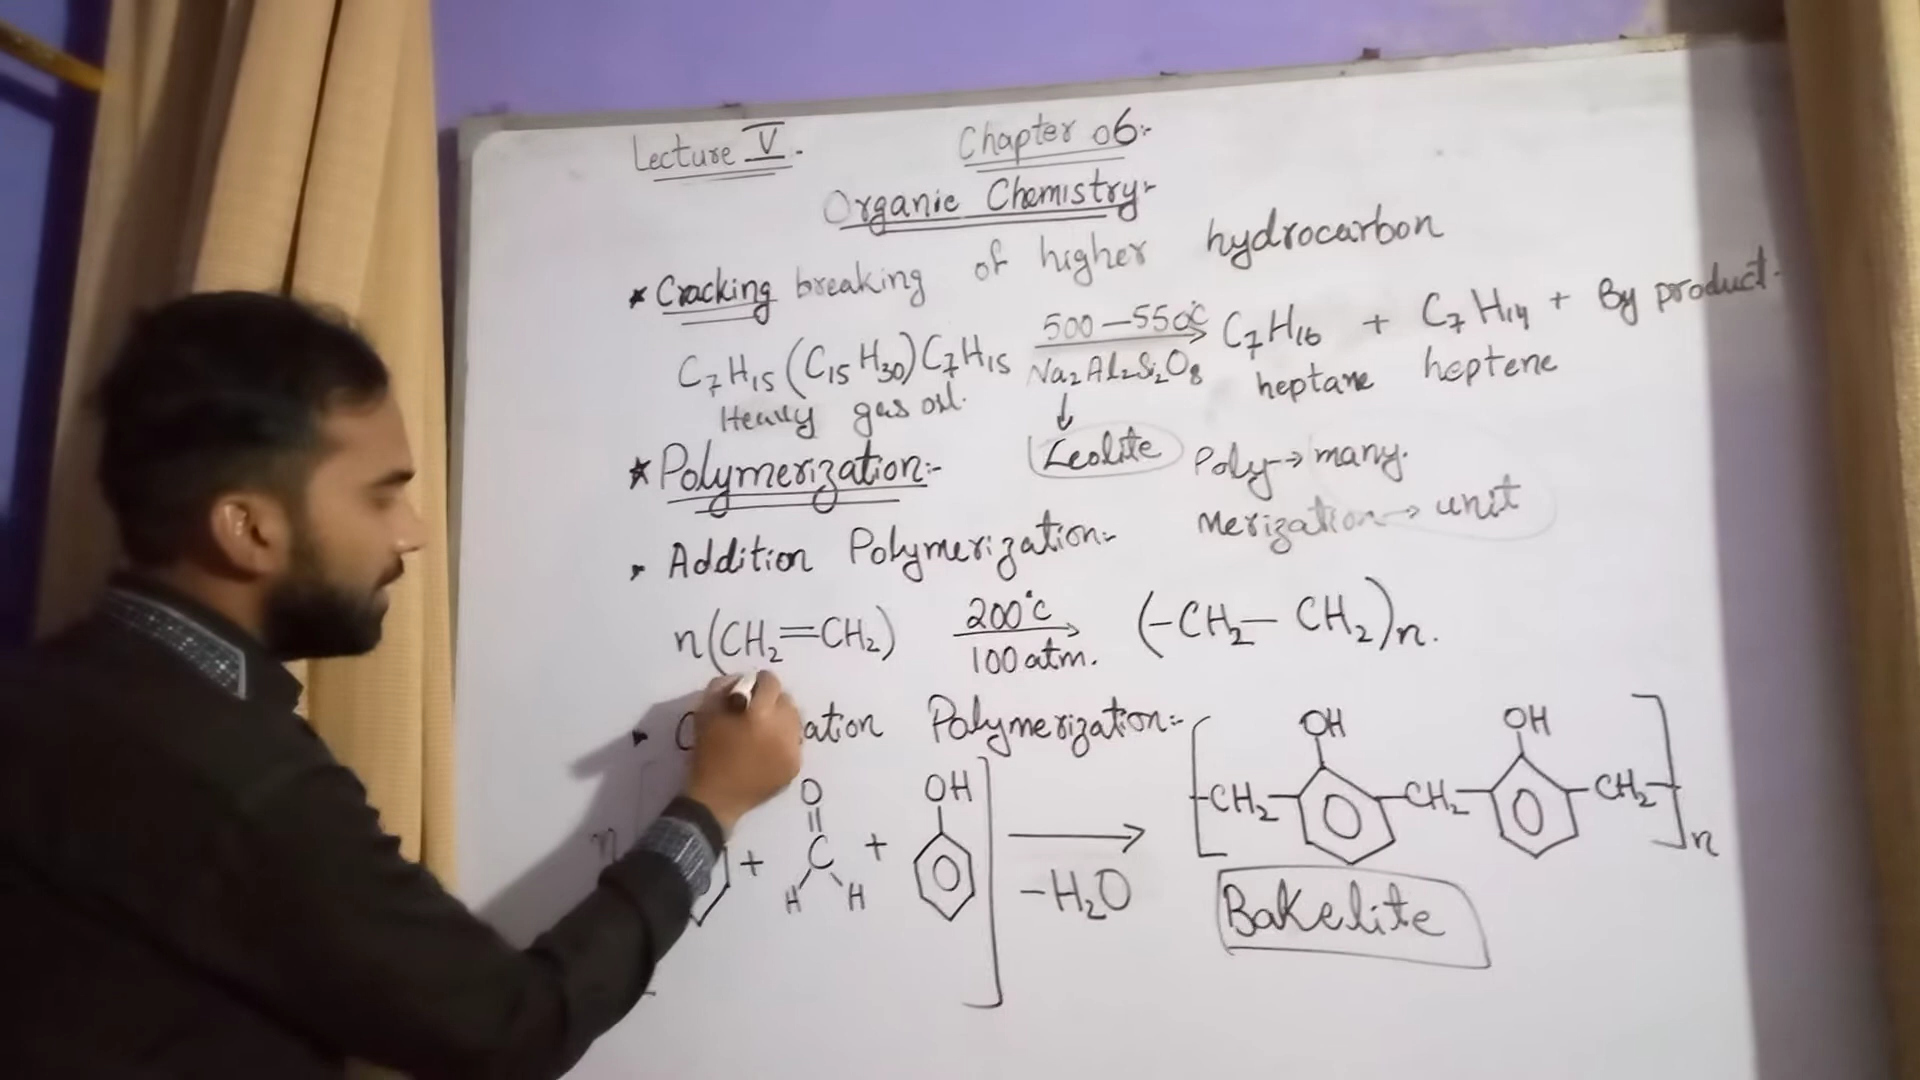 Lecture V. Chapter 06:-
Organic Chemistry:-
* Cracking breaking of higher hydrocarbon
C7H15(C15H30)C7H15 500-550°C C7H16 + C7H14 + By product.
Na2Al2Si2O8
Heavy gas oil. heptane heptene
* Polymerization:- Zeolite Poly → many.
Merization → unit
Addition Polymerization:-
n(CH2=CH2) 200°C (-CH2-CH2)n.
100 atm.
ation Polymerization:-
OH OH
O OH
CH2 CH2 CH2 n
n + C + → -H2O
H H
Bakelite